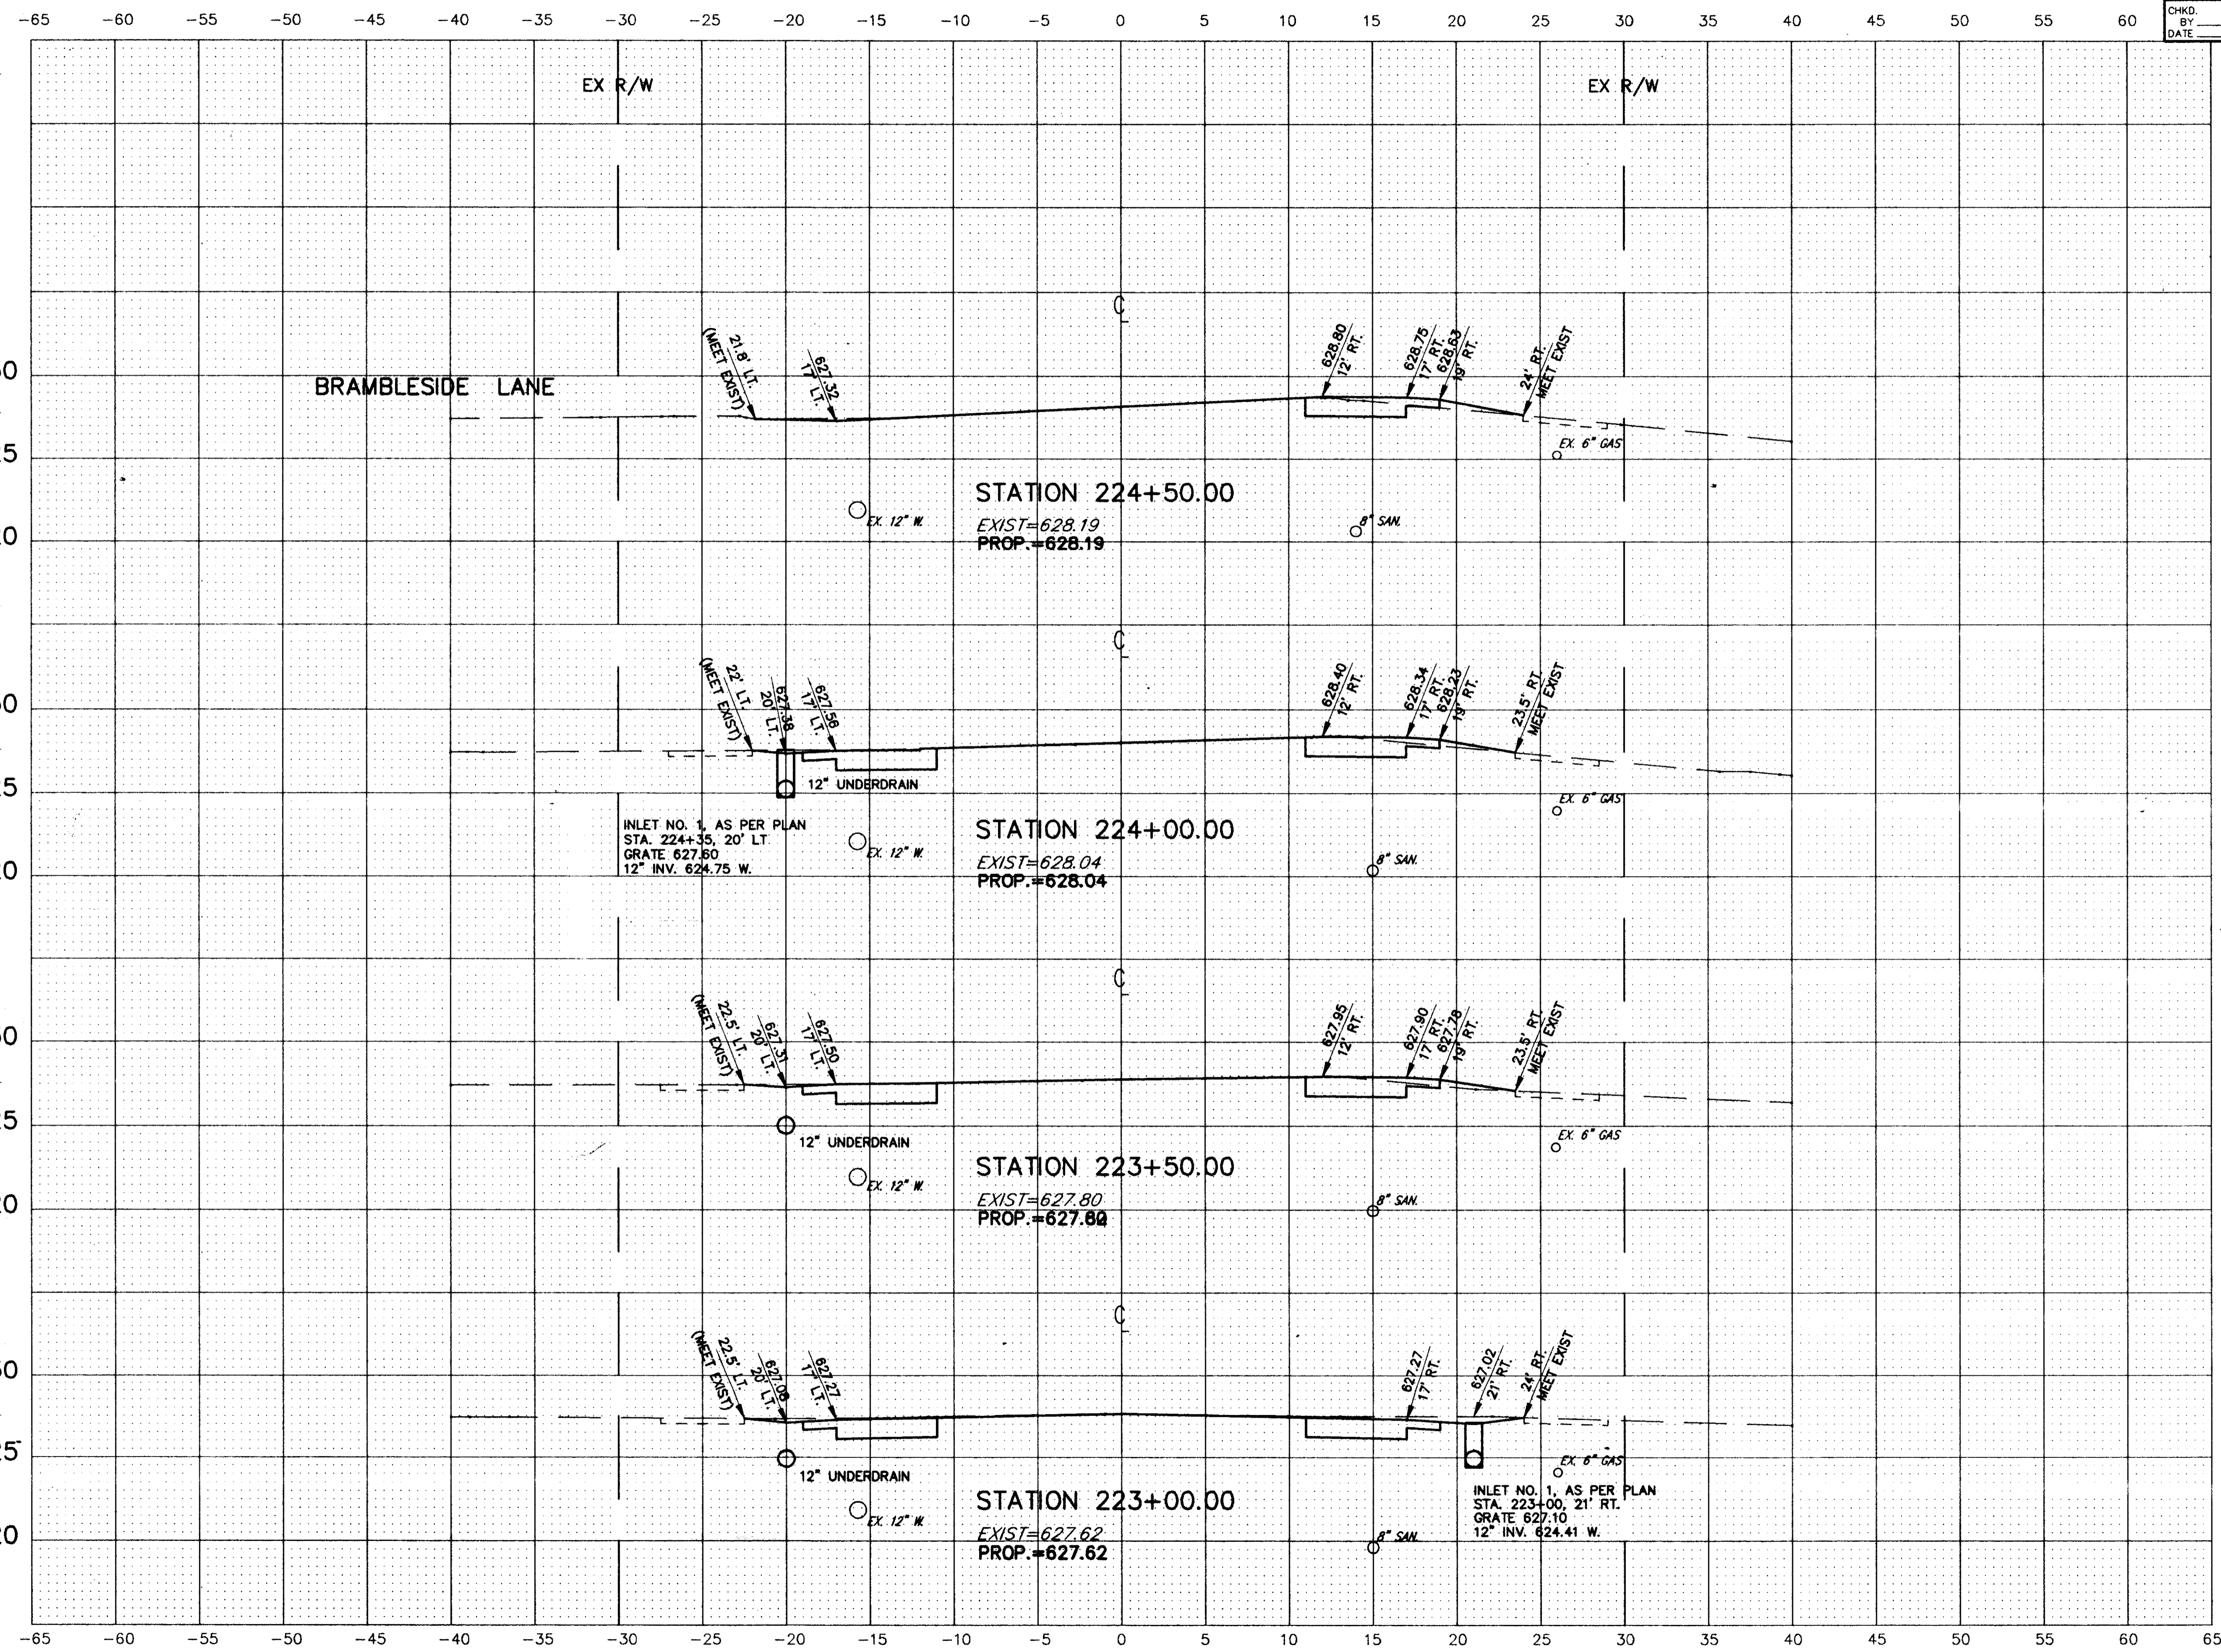 -65 -60 -55 -50 -45 -40 -35 -30 -25 -20 -15 -10 -5 0 5 10 15 20 25 30 35 40 45 50 55 60
CHKD.
BY
DATE
EX R/W
EX R/W
BRAMBLESIDE LANE
21.8' LT.
(MEET EXIST)
627.32
17' LT.
628.80
12' RT.
628.75
17' RT.
628.63
19' RT.
24' RT.
MEET EXIST
EX. 6" GAS
STATION 224+50.00
EX. 12" W.
8" SAN.
EXIST=628.19
PROP.=628.19
22' LT.
(MEET EXIST)
627.38
20' LT.
627.56
17' LT.
628.40
12' RT.
628.34
17' RT.
628.23
19' RT.
23.5' RT.
MEET EXIST
12" UNDERDRAIN
EX. 6" GAS
INLET NO. 1, AS PER PLAN
STA. 224+35, 20' LT
GRATE 627.60
12" INV. 624.75 W.
STATION 224+00.00
EX. 12" W.
8" SAN.
EXIST=628.04
PROP.=628.04
22.5' LT.
(MEET EXIST)
627.31
20' LT.
627.50
17' LT.
627.95
12' RT.
627.90
17' RT.
627.78
19' RT.
23.5' RT.
MEET EXIST
12" UNDERDRAIN
EX. 6" GAS
STATION 223+50.00
EX. 12" W.
8" SAN.
EXIST=627.80
PROP.=
22.5' LT.
(MEET EXIST)
627.08
20' LT.
627.27
17' LT.
627.27
17' RT.
627.02
21' RT.
24' RT.
MEET EXIST
12" UNDERDRAIN
EX. 6" GAS
INLET NO. 1, AS PER PLAN
STA. 223+00, 21' RT.
GRATE 627.10
12" INV. 624.41 W.
STATION 223+00.00
EX. 12" W.
8" SAN.
EXIST=627.62
PROP.=627.62
-65 -60 -55 -50 -45 -40 -35 -30 -25 -20 -15 -10 -5 0 5 10 15 20 25 30 35 40 45 50 55 60 65